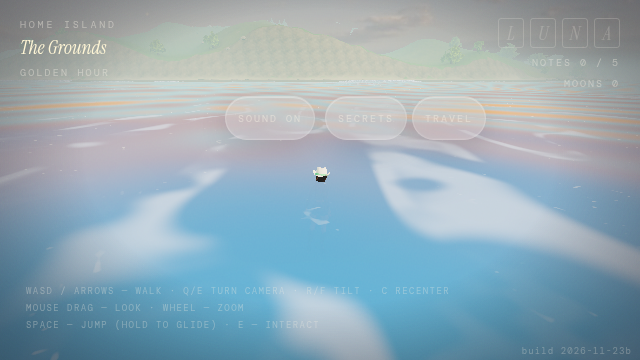 HOME ISLAND
The Grounds
GOLDEN HOUR
L U N A
NOTES 0 / 5
MOONS 0
SOUND ON
SECRETS
TRAVEL
WASD / ARROWS — WALK · Q/E TURN CAMERA — R/F TILT · C RECENTER
MOUSE DRAG — LOOK · WHEEL — ZOOM
SPACE — JUMP (HOLD TO GLIDE) · E — INTERACT
build 2026-11-23b